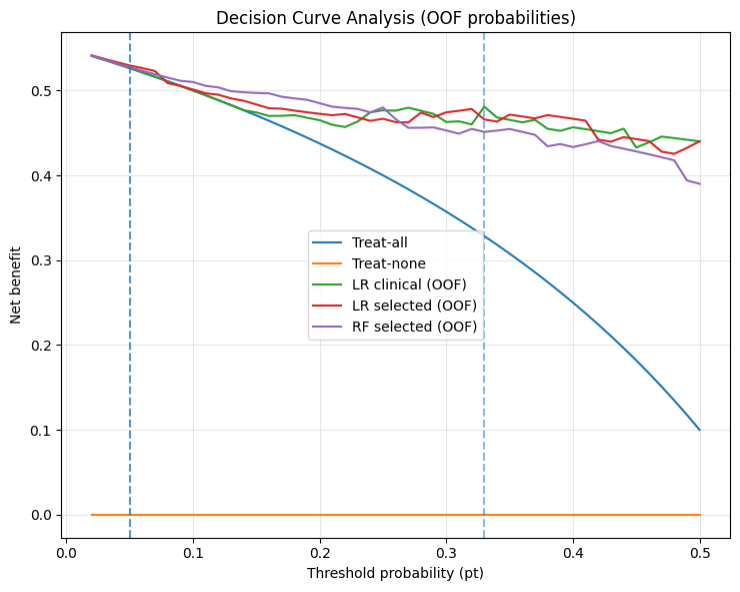 Decision Curve Analysis (OOF probabilities)
Net benefit
0.5
0.4
0.3
0.2
0.1
0.0
Treat-all
Treat-none
LR clinical (OOF)
LR selected (OOF)
RF selected (OOF)
0.0 0.1 0.2 0.3 0.4 0.5
Threshold probability (pt)